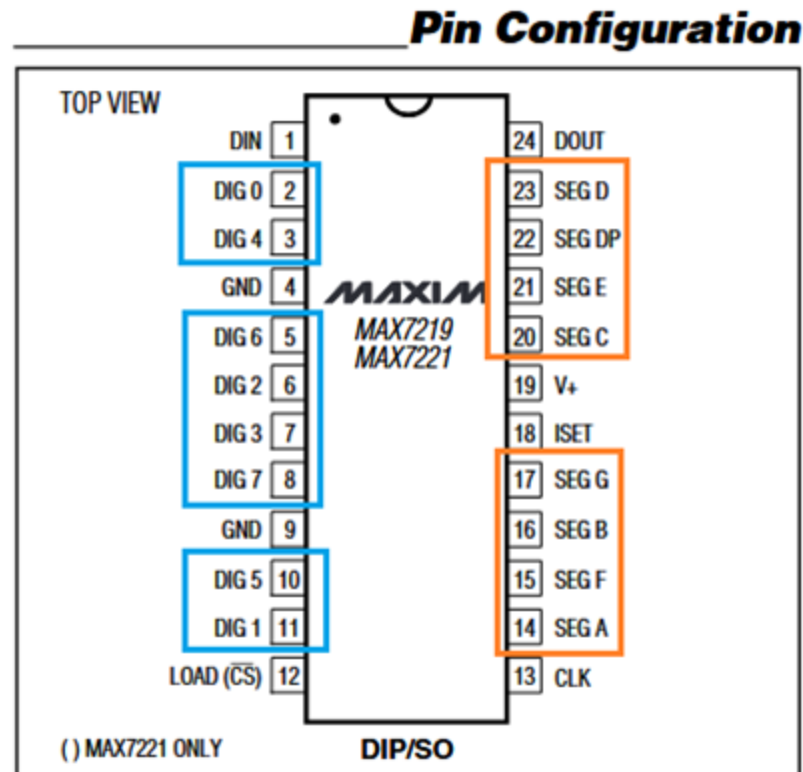 Pin Configuration
TOP VIEW
DIN 1
DIG 0 2
DIG 4 3
GND 4
DIG 6 5
DIG 2 6
DIG 3 7
DIG 7 8
GND 9
DIG 5 10
DIG 1 11
LOAD (C̅S̅) 12
MAXIM
MAX7219
MAX7221
24 DOUT
23 SEG D
22 SEG DP
21 SEG E
20 SEG C
19 V+
18 ISET
17 SEG G
16 SEG B
15 SEG F
14 SEG A
13 CLK
( ) MAX7221 ONLY
DIP/SO